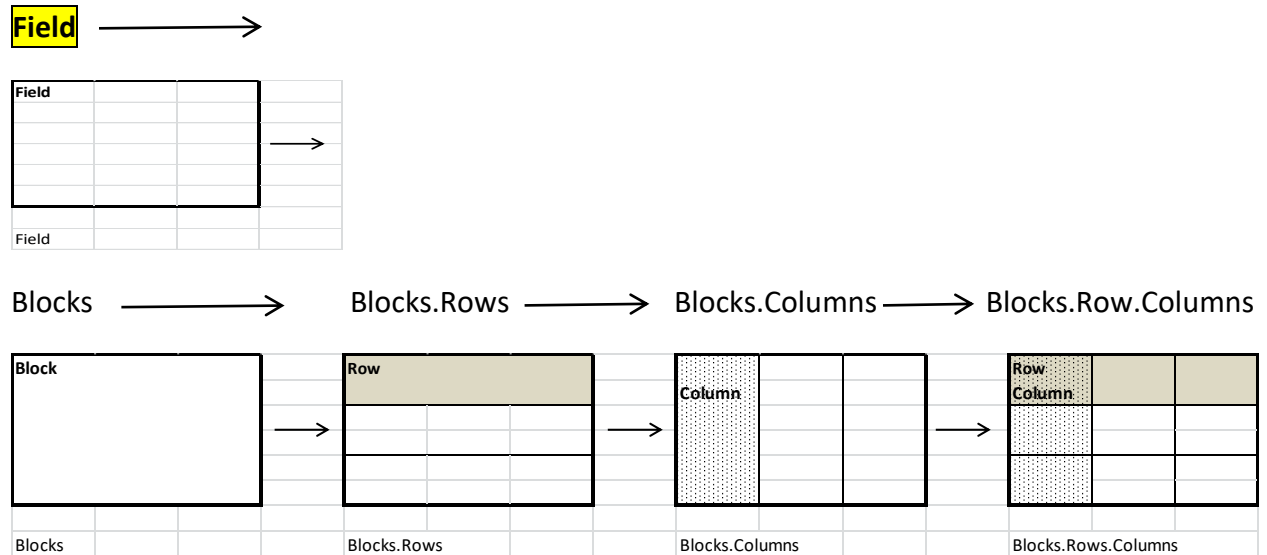 Field
Field
Field
Blocks Blocks.Rows Blocks.Columns Blocks.Row.Columns
Block Row Row
Column Column
Blocks Blocks.Rows Blocks.Columns Blocks.Rows.Columns